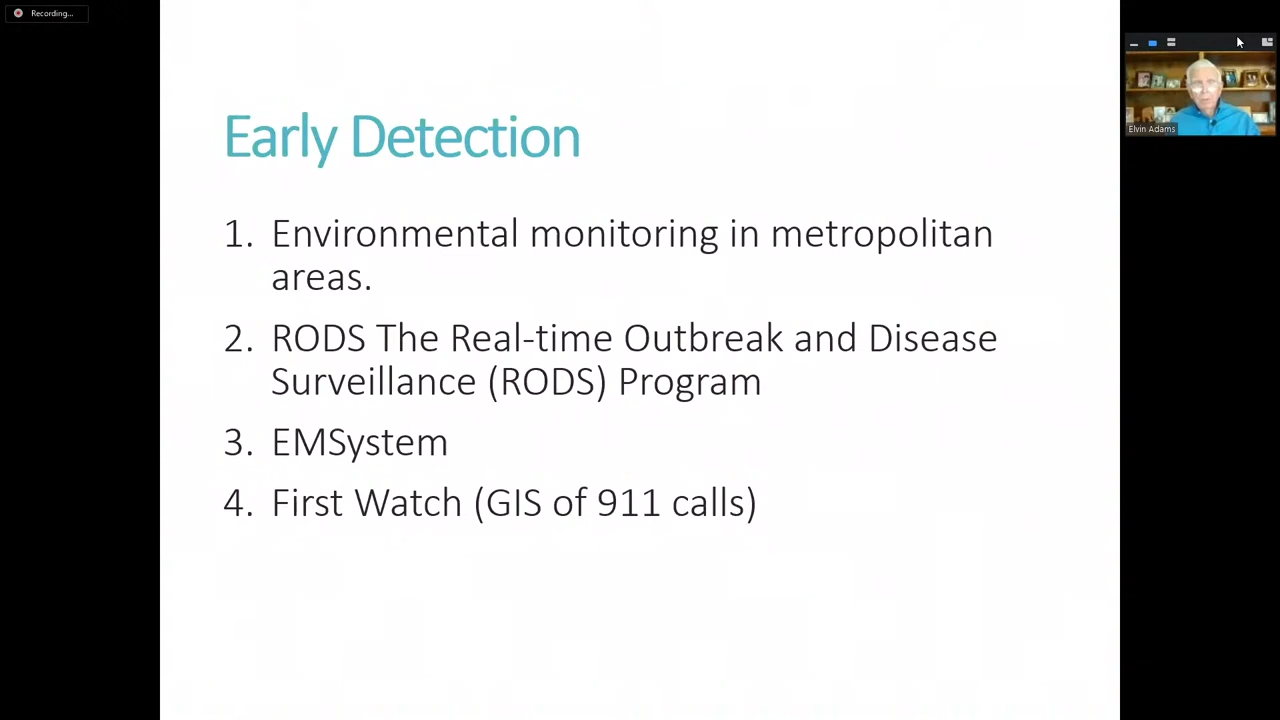 Recording...
Early Detection
1. Environmental monitoring in metropolitan
areas.
2. RODS The Real-time Outbreak and Disease
Surveillance (RODS) Program
3. EMSystem
4. First Watch (GIS of 911 calls)
Elvin Adams